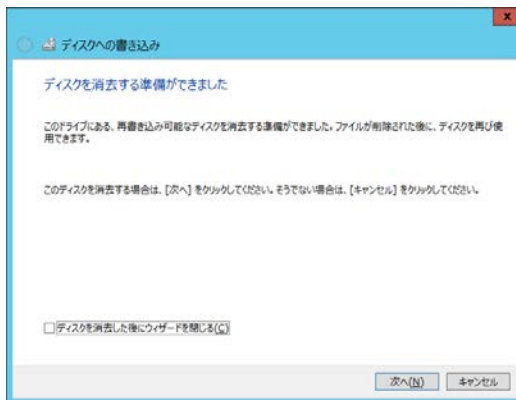 ディスクへの書き込み
ディスクを消去する準備ができました
このドライブにある、再書き込み可能なディスクを消去する準備ができました。ファイルが削除された後に、ディスクを再び使
用できます。
このディスクを消去する場合は、[次へ] をクリックしてください。そうでない場合は、[キャンセル] をクリックしてください。
ディスクを消去した後にウィザードを閉じる(C)
次へ(N) キャンセル